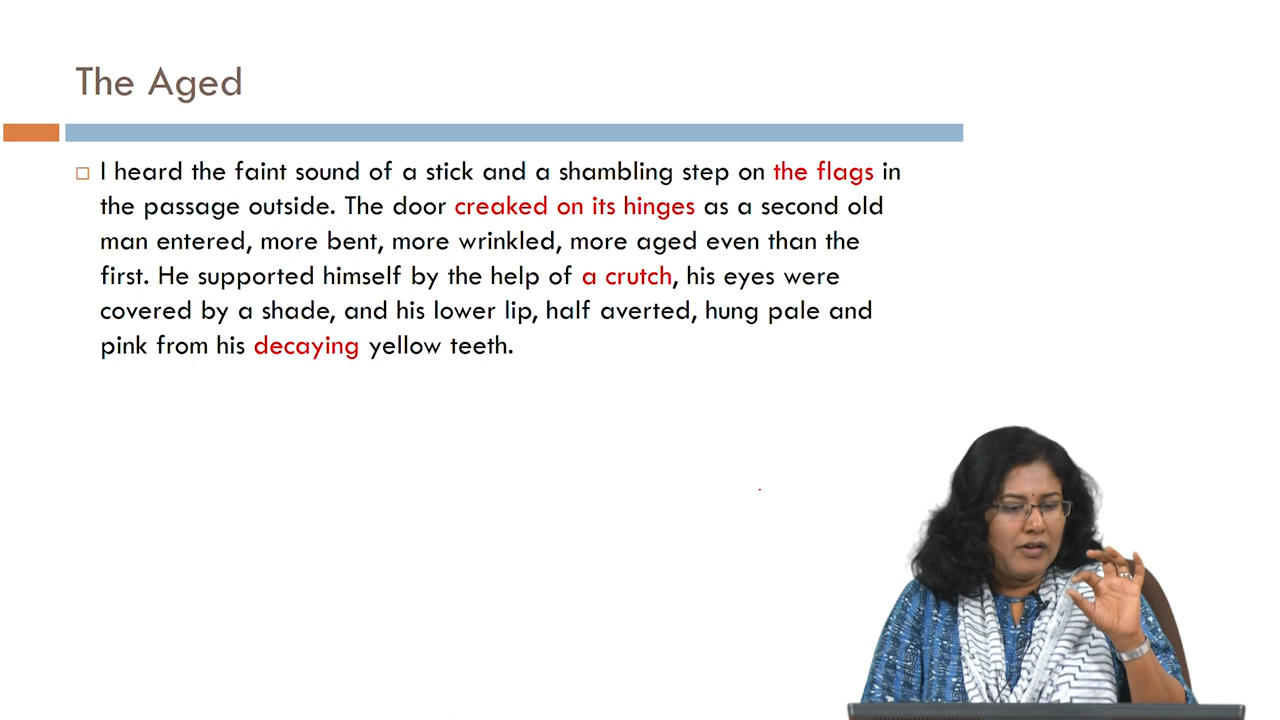 The Aged
I heard the faint sound of a stick and a shambling step on the flags in
the passage outside. The door creaked on its hinges as a second old
man entered, more bent, more wrinkled, more aged even than the
first. He supported himself by the help of a crutch, his eyes were
covered by a shade, and his lower lip, half averted, hung pale and
pink from his decaying yellow teeth.